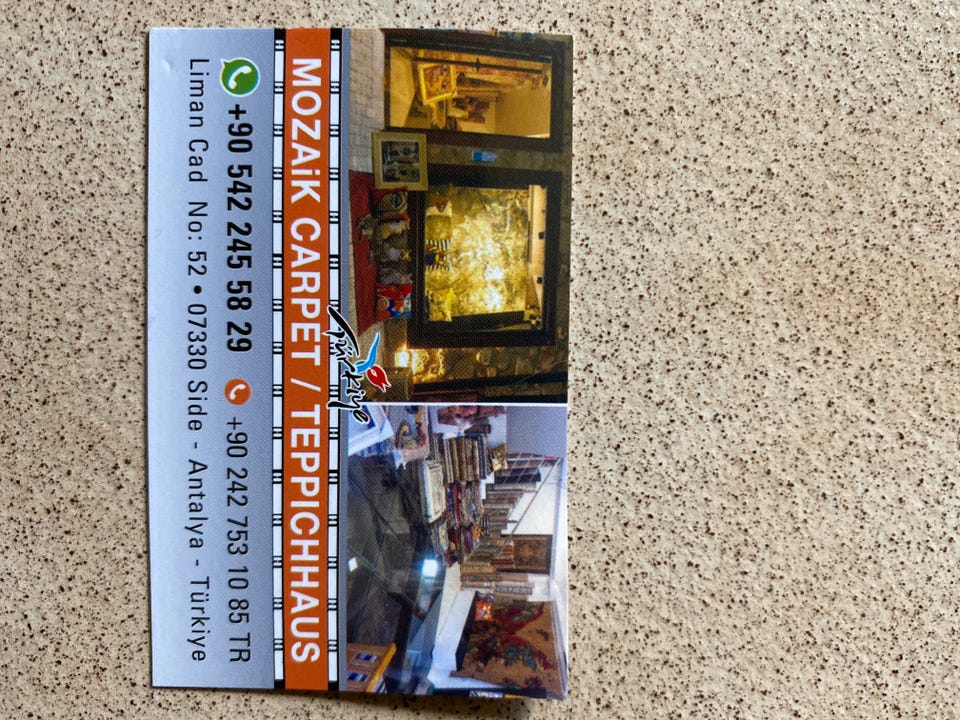 Türkiye
MOZAiK CARPET / TEPPICHHAUS
+90 542 245 58 29 +90 242 753 10 85 TR
Liman Cad No: 52 • 07330 Side - Antalya - Türkiye